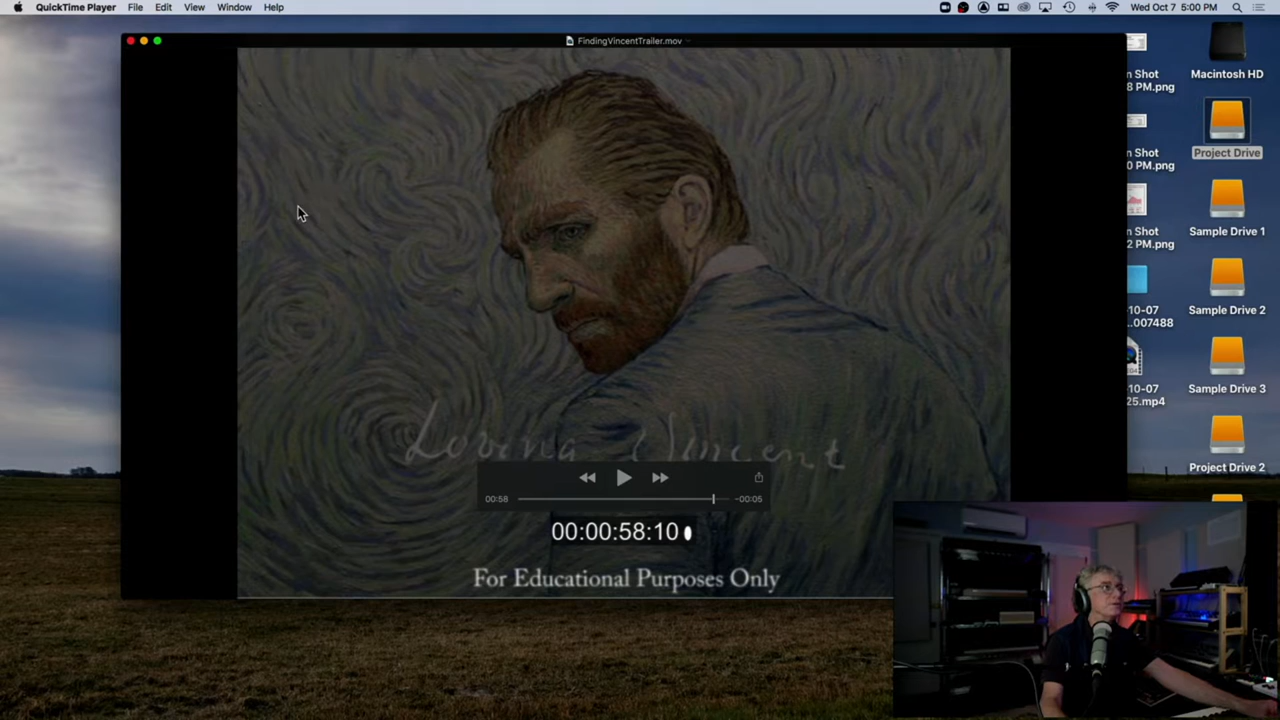 QuickTime Player File Edit View Window Help
Wed Oct 7 5:00 PM
FindingVincentTrailer.mov
Macintosh HD
n Shot
8 PM.png
Project Drive
n Shot
0 PM.png
Sample Drive 1
n Shot
2 PM.png
Sample Drive 2
10-07
...007488
Sample Drive 3
10-07
25.mp4
Project Drive 2
Loving Vincent
00:58
-00:05
00:00:58:10
For Educational Purposes Only